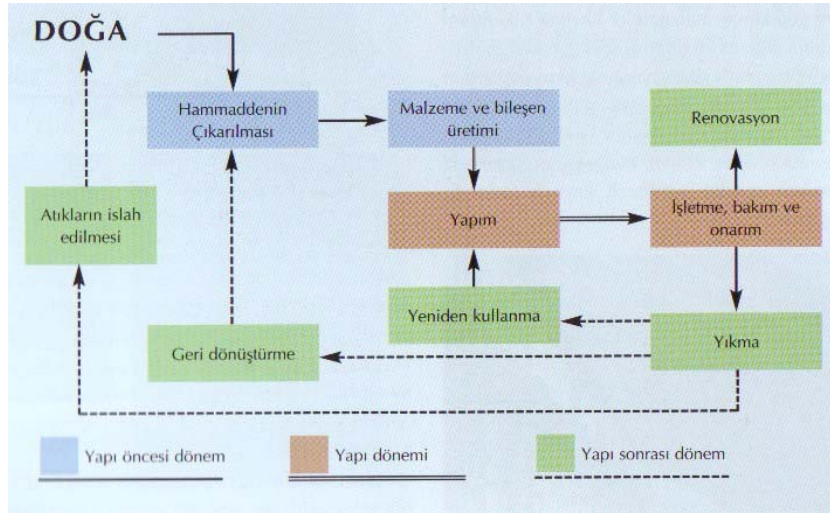 DOĞA
Hammaddenin
Çıkarılması
Malzeme ve bileşen
üretimi
Renovasyon
Atıkların islah
edilmesi
Yapım
İşletme, bakım ve
onarım
Yeniden kullanma
Geri dönüştürme
Yıkma
Yapı öncesi dönem
Yapı dönemi
Yapı sonrası dönem